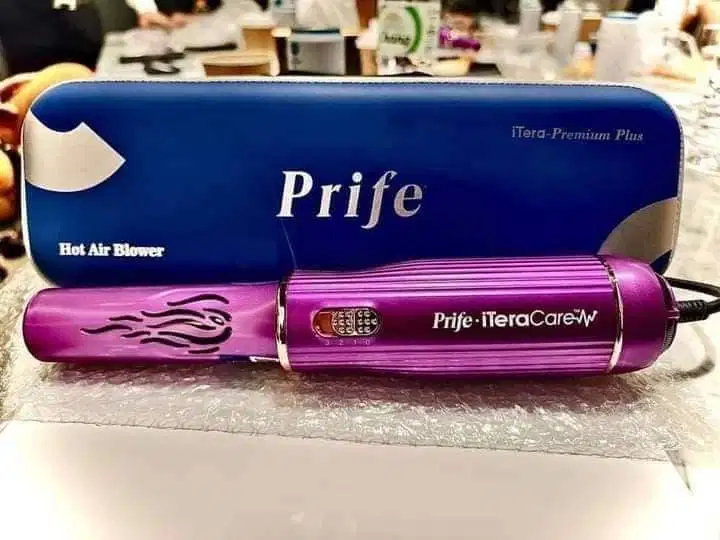 iTera-Premium Plus
Prife
Hot Air Blower
Prife · iTeraCare
3 2 1 0